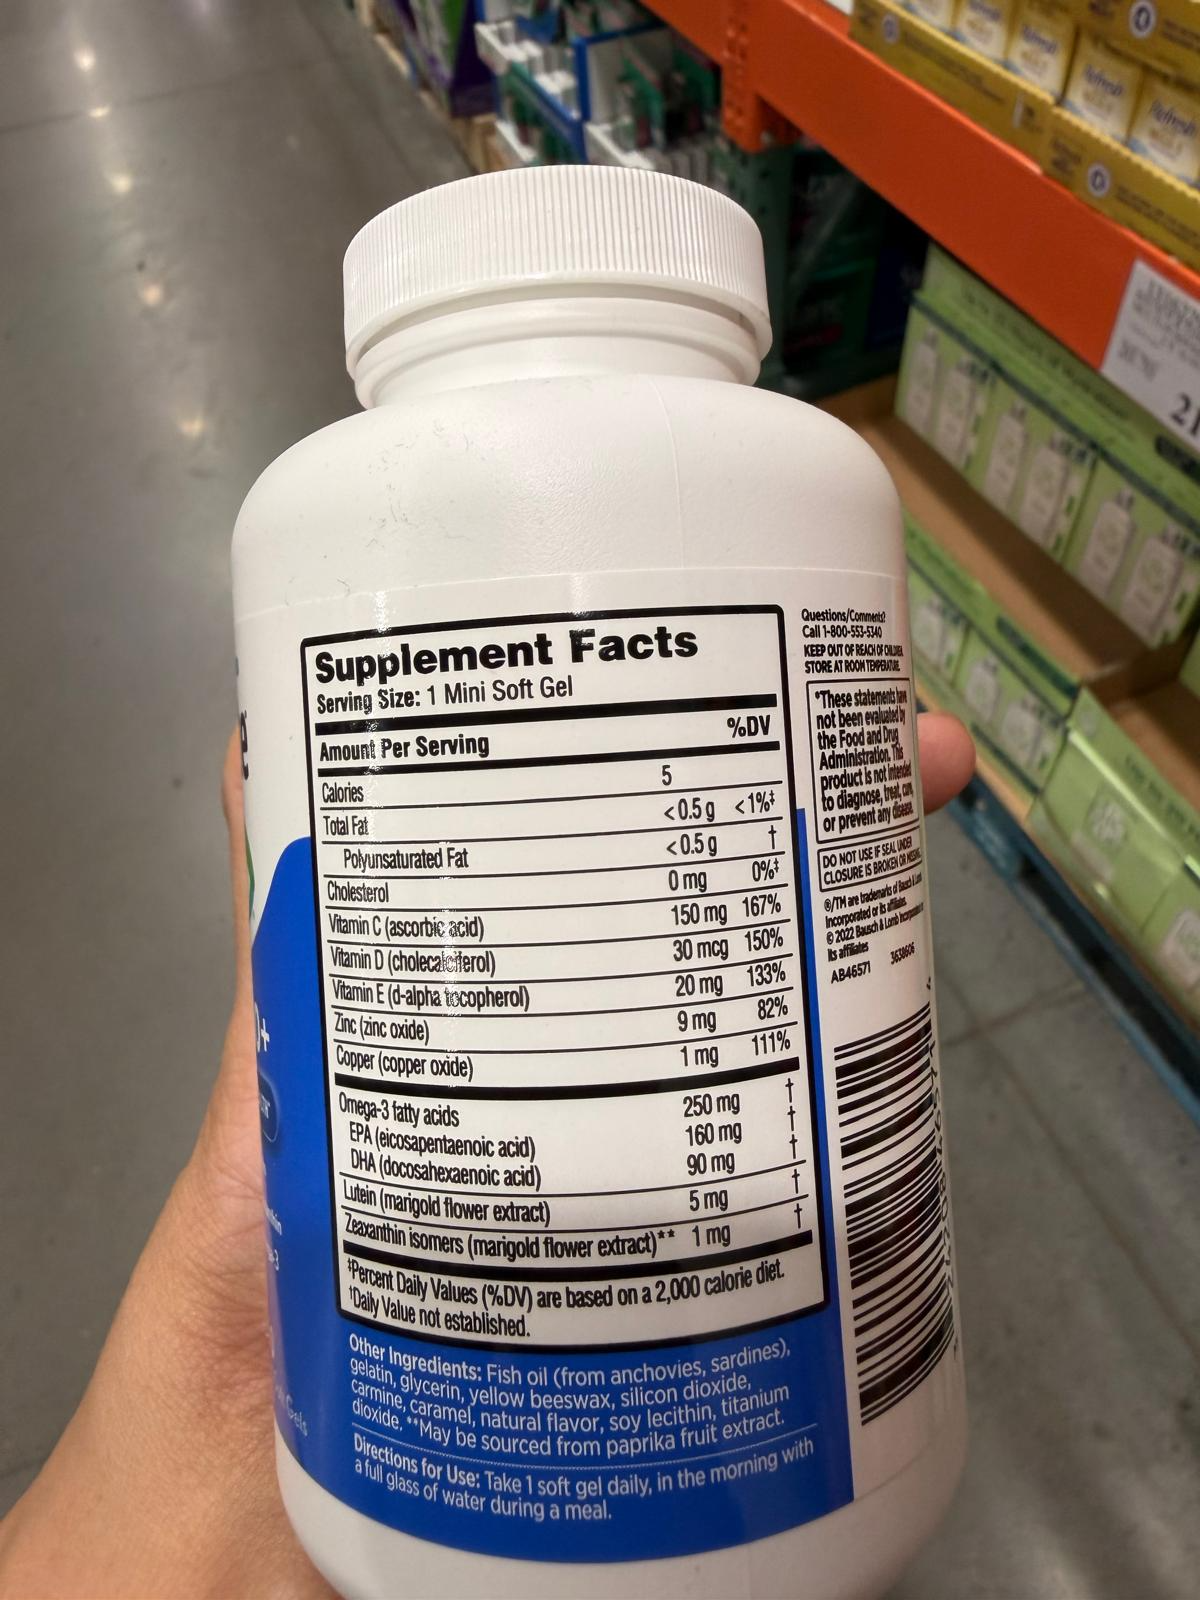 Supplement Facts
Serving Size: 1 Mini Soft Gel
Amount Per Serving %DV
Calories 5
Total Fat <0.5 g <1%‡
Polyunsaturated Fat <0.5 g †
Cholesterol 0 mg 0%‡
Vitamin C (ascorbic acid) 150 mg 167%
Vitamin D (cholecalciferol) 30 mcg 150%
Vitamin E (d-alpha tocopherol) 20 mg 133%
Zinc (zinc oxide) 9 mg 82%
Copper (copper oxide) 1 mg 111%
Omega-3 fatty acids 250 mg †
EPA (eicosapentaenoic acid) 160 mg †
DHA (docosahexaenoic acid) 90 mg †
Lutein (marigold flower extract) 5 mg †
Zeaxanthin isomers (marigold flower extract)** 1 mg †
‡Percent Daily Values (%DV) are based on a 2,000 calorie diet.
†Daily Value not established.
Other Ingredients: Fish oil (from anchovies, sardines),
gelatin, glycerin, yellow beeswax, silicon dioxide,
carmine, caramel, natural flavor, soy lecithin, titanium
dioxide. **May be sourced from paprika fruit extract.
Directions for Use: Take 1 soft gel daily, in the morning with
a full glass of water during a meal.
Questions/Comments?
Call 1-800-553-5340
KEEP OUT OF REACH OF CHILDREN.
STORE AT ROOM TEMPERATURE.
*These statements have
not been evaluated by
the Food and Drug
Administration. This
product is not intended
to diagnose, treat, cure,
or prevent any disease.
DO NOT USE IF SEAL UNDER
CLOSURE IS BROKEN OR MISSING.
®/TM are trademarks of Bausch & Lomb
Incorporated or its affiliates.
© 2022 Bausch & Lomb Incorporated or
its affiliates
AB46571 3638606
Refresh
Refresh
21